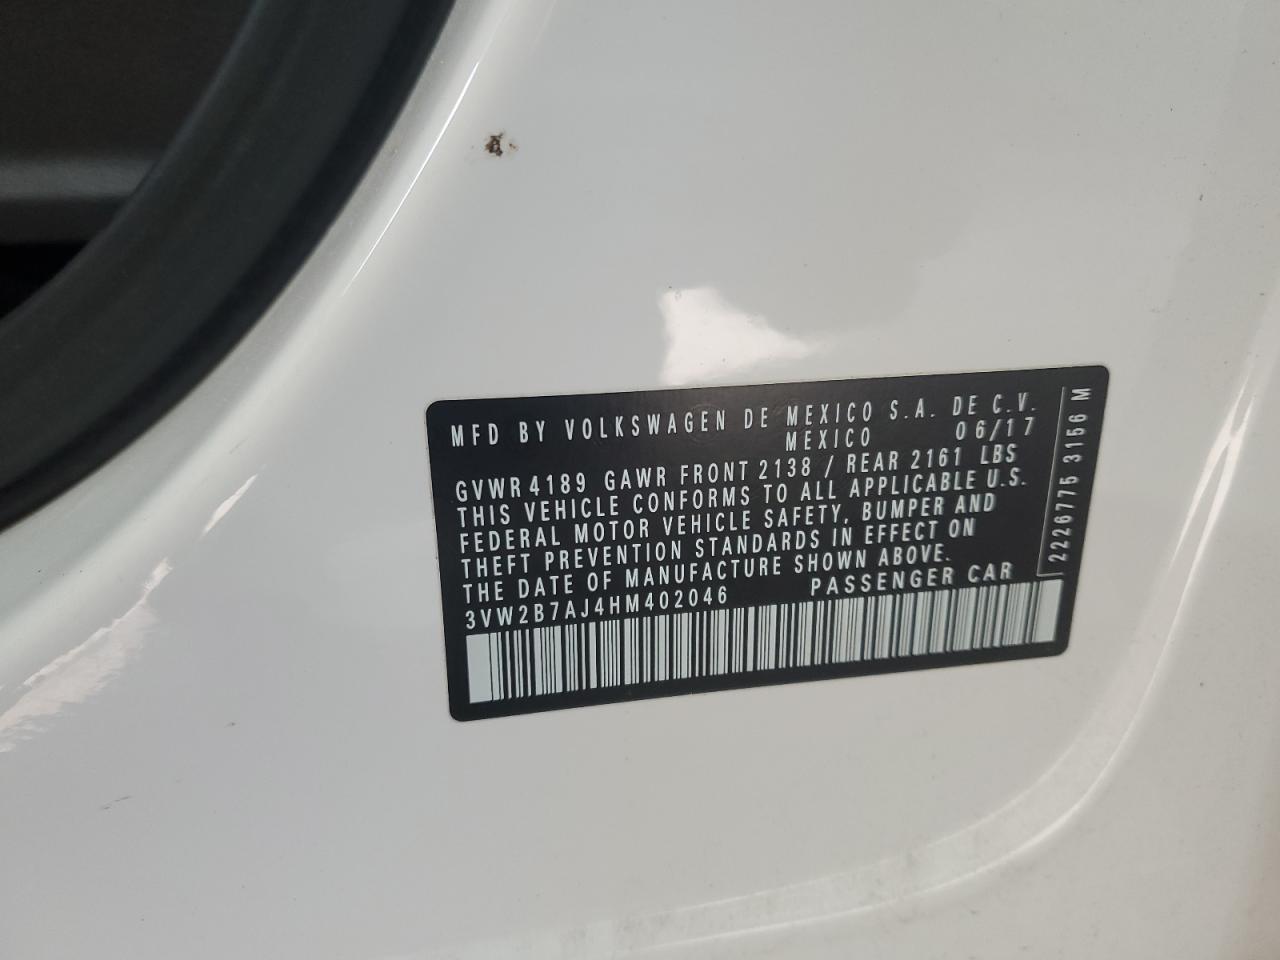 MFD BY VOLKSWAGEN DE MEXICO S.A. DE C.V.
MEXICO 06/17
GVWR 4189 GAWR FRONT 2138 / REAR 2161 LBS
THIS VEHICLE CONFORMS TO ALL APPLICABLE U.S.
FEDERAL MOTOR VEHICLE SAFETY, BUMPER AND
THEFT PREVENTION STANDARDS IN EFFECT ON
THE DATE OF MANUFACTURE SHOWN ABOVE.
3VW2B7AJ4HM402046 PASSENGER CAR
2226775 3156 M